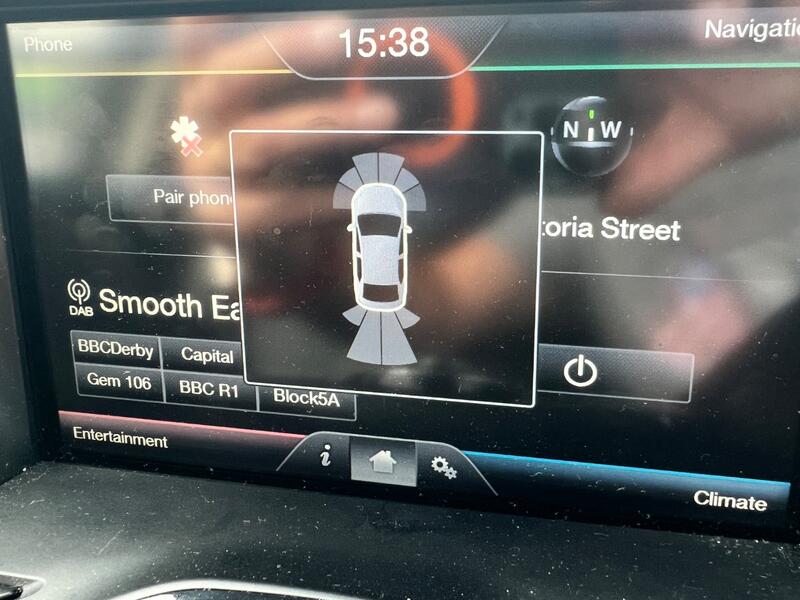 Phone
15:38
Navigatio
N W
Pair phon
toria Street
DAB
Smooth Ea
BBCDerby
Capital
Gem 106
BBC R1
Block5A
Entertainment
i
Climate